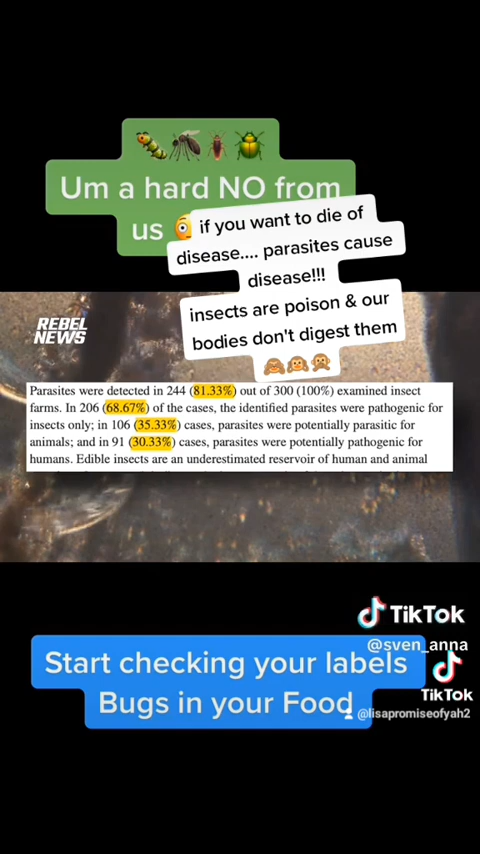 Um a hard NO from
us
if you want to die of
disease.... parasites cause
disease!!!
insects are poison & our
bodies don't digest them
REBEL
NEWS
Parasites were detected in 244 (81.33%) out of 300 (100%) examined insect
farms. In 206 (68.67%) of the cases, the identified parasites were pathogenic for
insects only; in 106 (35.33%) cases, parasites were potentially parasitic for
animals; and in 91 (30.33%) cases, parasites were potentially pathogenic for
humans. Edible insects are an underestimated reservoir of human and animal
TikTok
@sven_anna
Start checking your labels
Bugs in your Food
TikTok
@lisapromiseofyah2